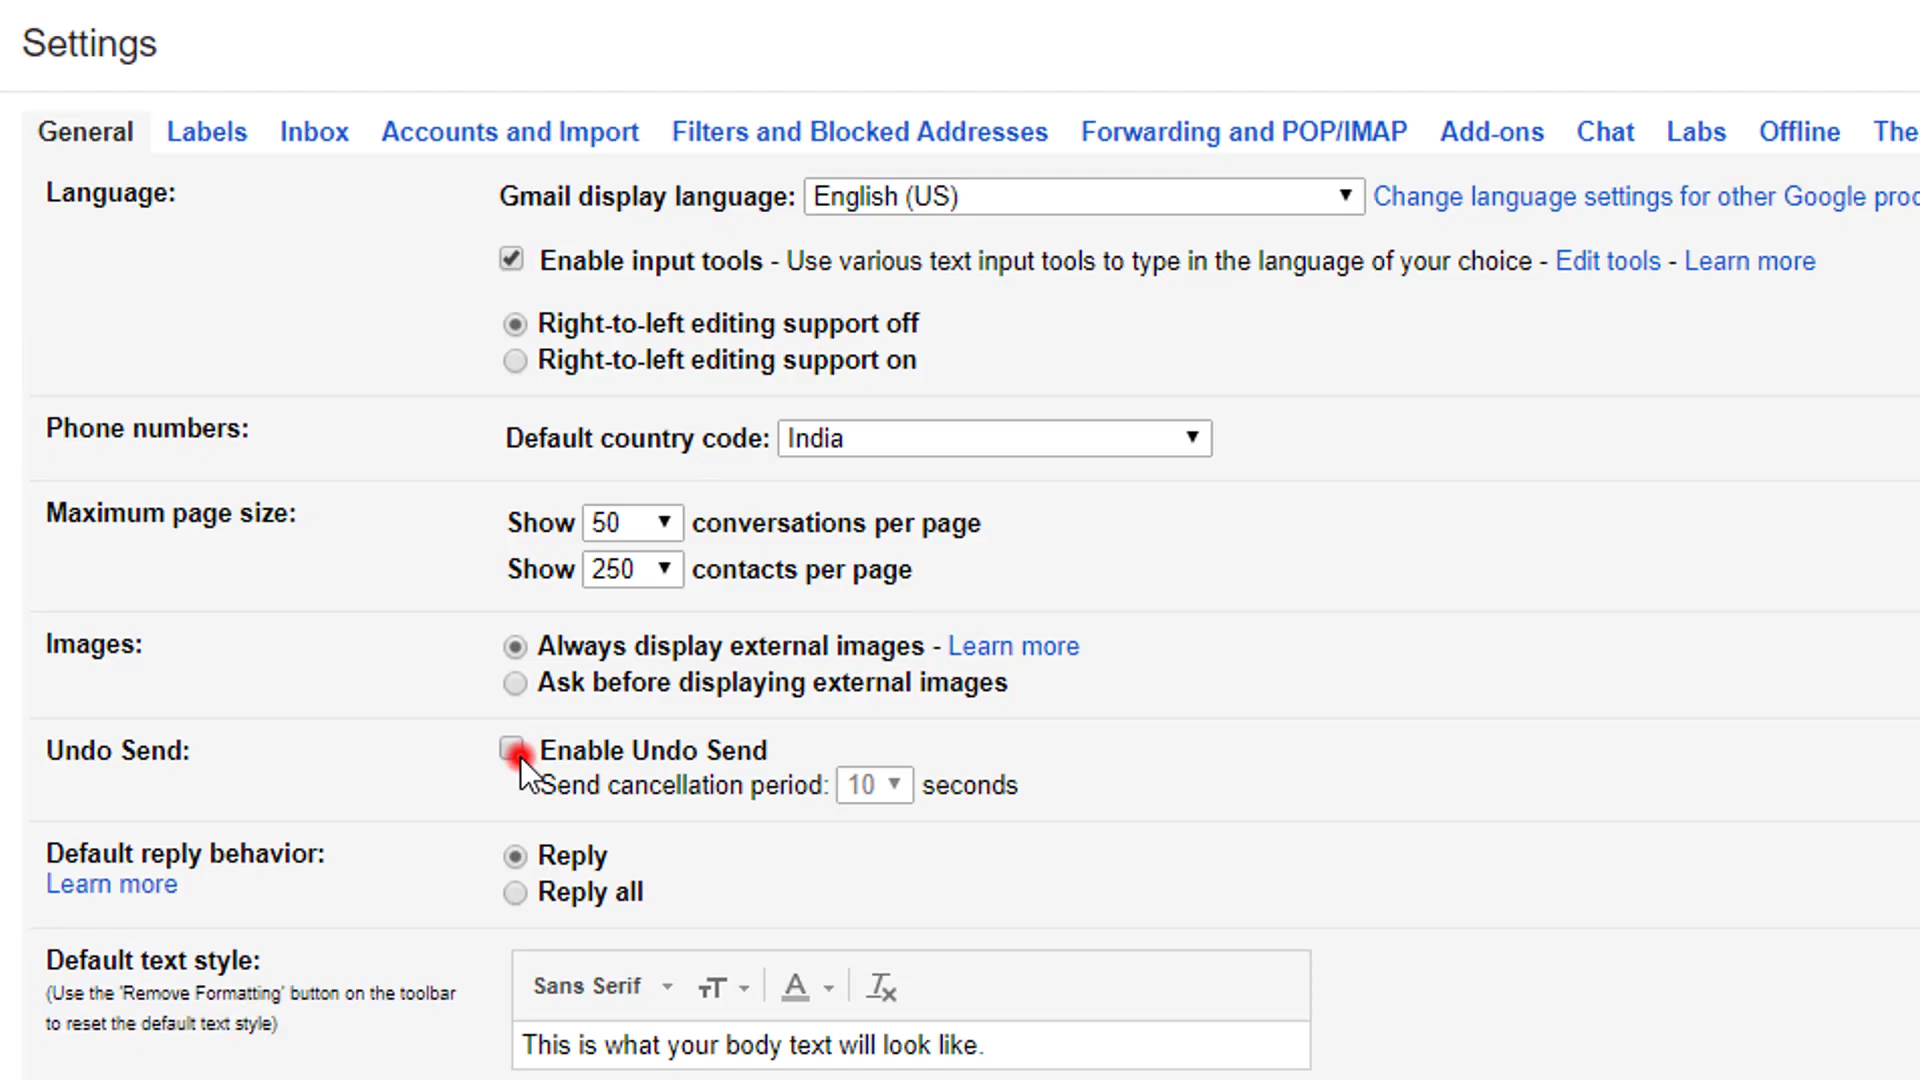 Settings
General Labels Inbox Accounts and Import Filters and Blocked Addresses Forwarding and POP/IMAP Add-ons Chat Labs Offline The
Language: Gmail display language: English (US) Change language settings for other Google proc
Enable input tools - Use various text input tools to type in the language of your choice - Edit tools - Learn more
Right-to-left editing support off
Right-to-left editing support on
Phone numbers: Default country code: India
Maximum page size: Show 50 conversations per page
Show 250 contacts per page
Images: Always display external images - Learn more
Ask before displaying external images
Undo Send: Enable Undo Send
Send cancellation period: 10 seconds
Default reply behavior: Reply
Learn more
Reply all
Default text style:
(Use the 'Remove Formatting' button on the toolbar
to reset the default text style)
Sans Serif
This is what your body text will look like.